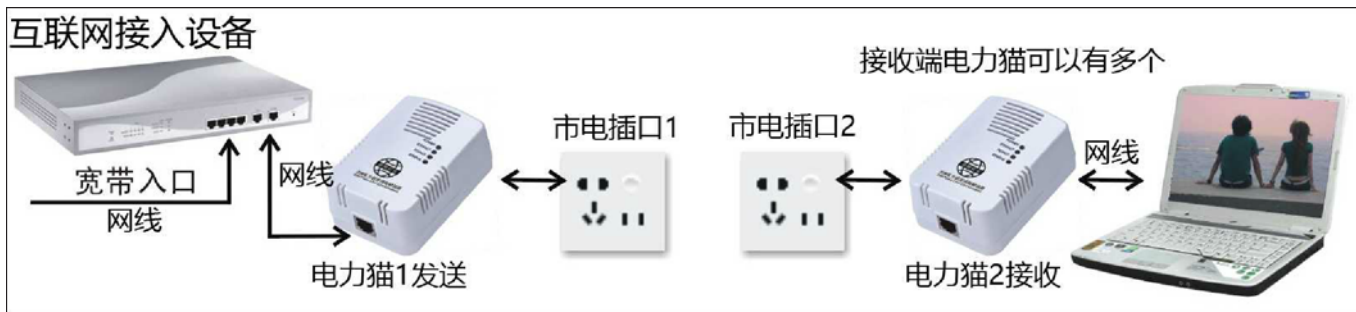 互联网接入设备
接收端电力猫可以有多个
市电插口1
市电插口2
宽带入口
网线
网线
网线
电力猫1发送
电力猫2接收